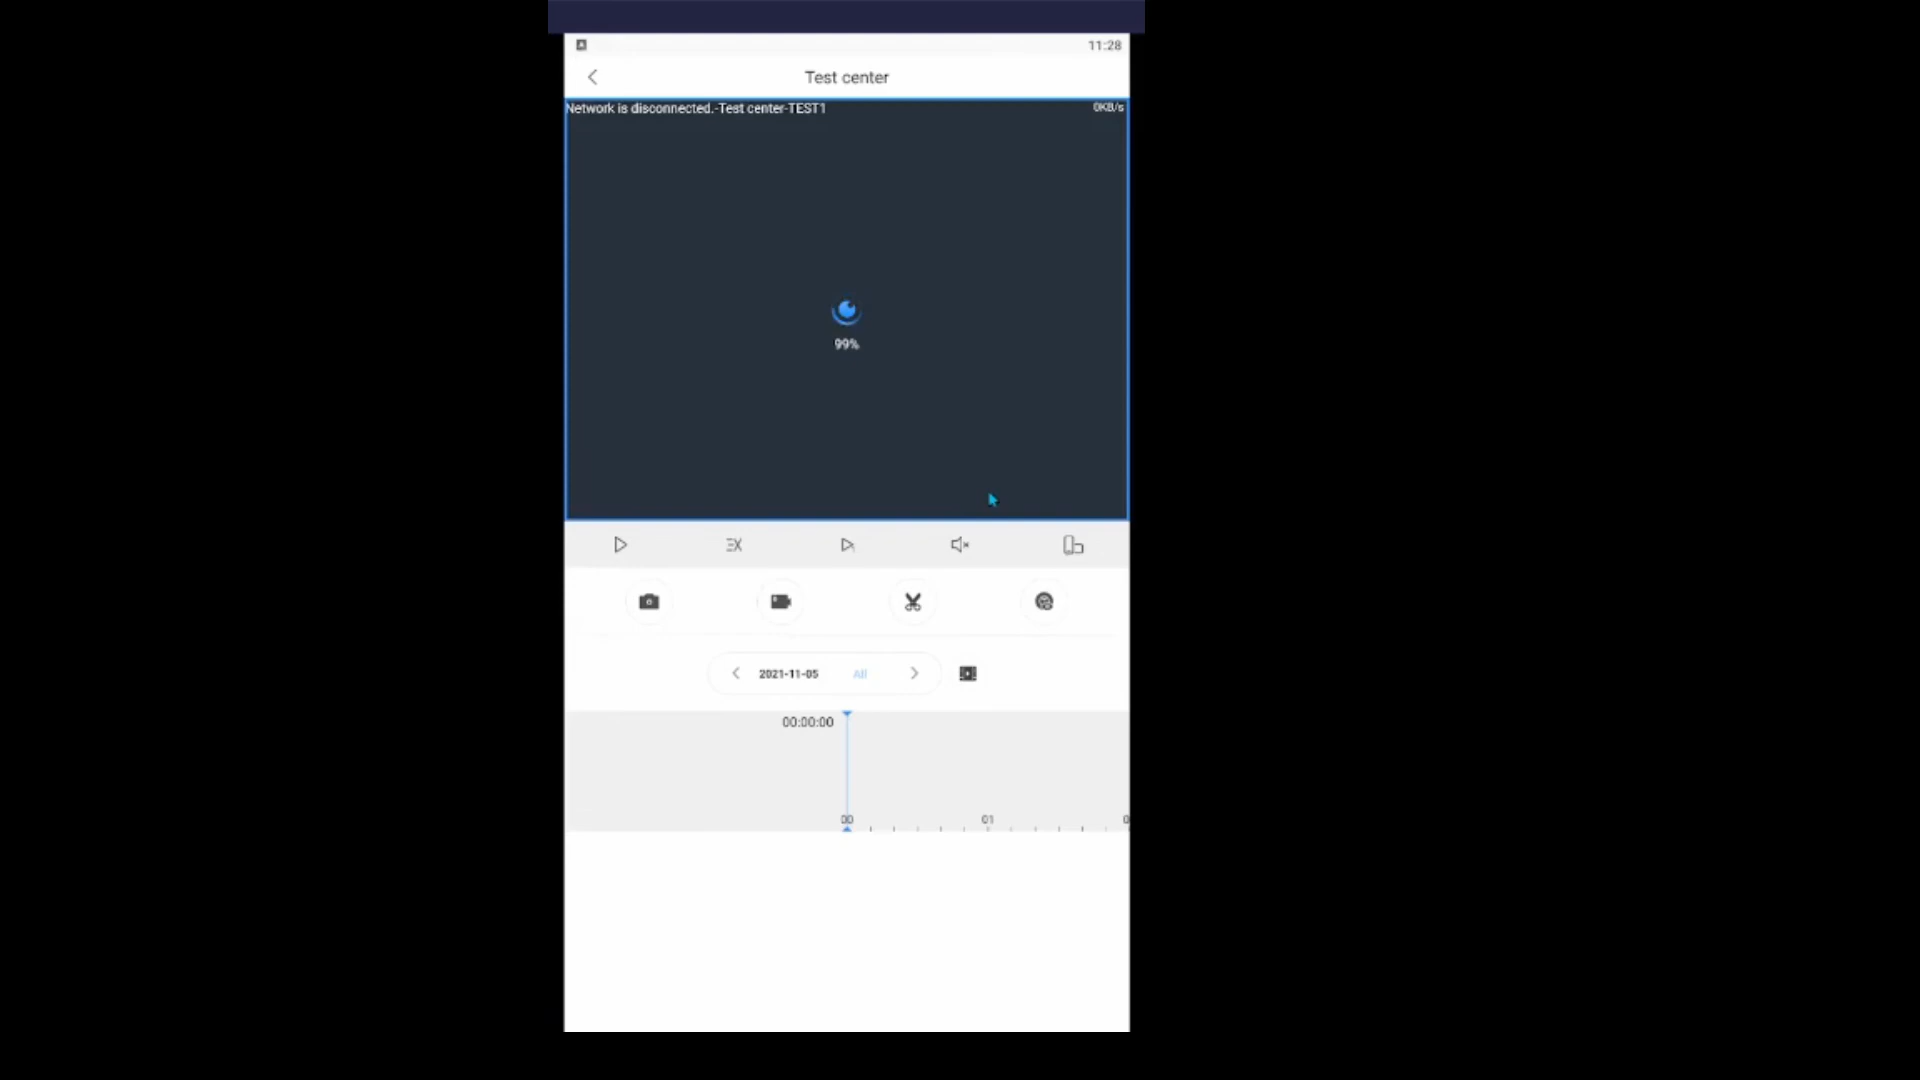 11:28
Test center
Network is disconnected.-Test center-TEST1
0KB/s
99%
2021-11-05 All
00:00:00
00 01